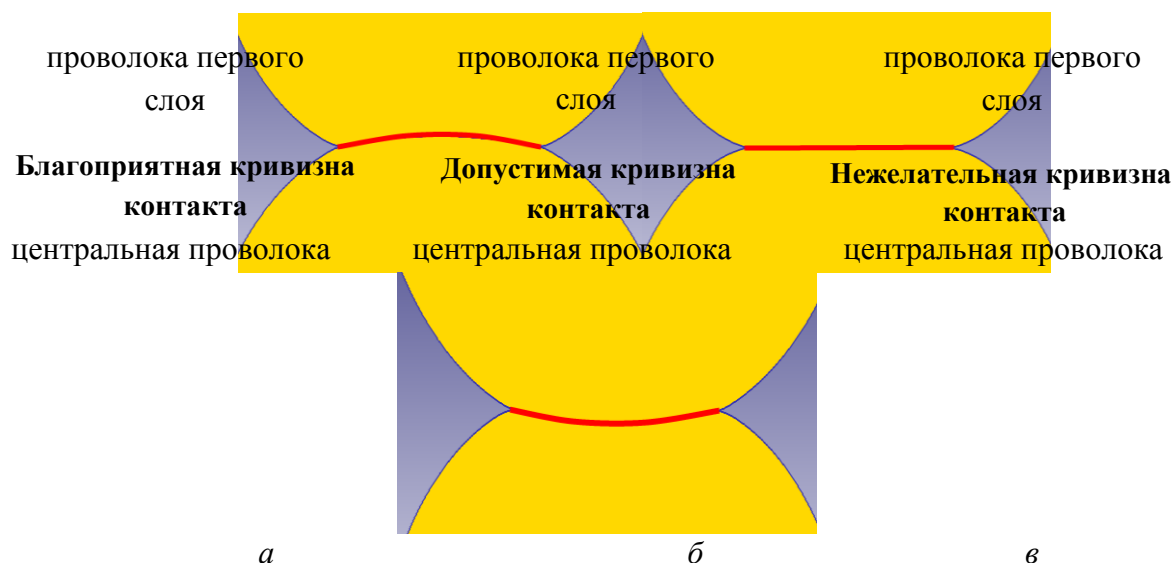 проволока первого
слоя
проволока первого
слоя
проволока первого
слоя
Благоприятная кривизна
контакта
Допустимая кривизна
контакта
Нежелательная кривизна
контакта
центральная проволока
центральная проволока
центральная проволока
а
б
в